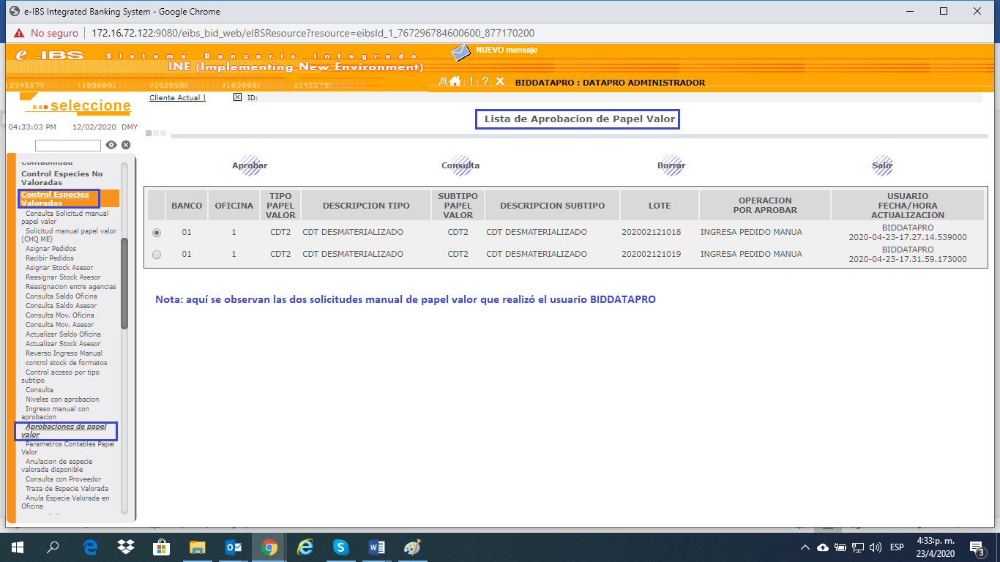 e-IBS Integrated Banking System - Google Chrome
No seguro | 172.16.72.122:9080/eibs_bid_web/eIBSResource?resource=eibsId_1_767296784600600_877170200
e-IBS Sistema Bancario Integrado
INE (Implementing New Environment)
NUEVO mensaje
BIDDATAPRO : DATAPRO ADMINISTRADOR
seleccione
04:33:03 PM 12/02/2020 DMY
Cliente Actual | ID:
Lista de Aprobacion de Papel Valor
Contabilidad
Control Especies No
Valoradas
Control Especies
Valoradas
Consulta Solicitud manual
papel valor
Solicitud manual papel valor
(CHQ ME)
Asignar Pedidos
Recibir Pedidos
Asignar Stock Asesor
Reasignar Stock Asesor
Reasignacion entre agencias
Consulta Saldo Oficina
Consulta Saldo Asesor
Consulta Mov. Oficina
Consulta Mov. Asesor
Actualizar Saldo Oficina
Actualizar Stock Asesor
Reverso Ingreso Manual
control stock de formatos
Control acceso por tipo
subtipo
Consulta
Niveles con aprobacion
Ingreso manual con
aprobacion
Aprobaciones de papel
valor
Parametros Contables Papel
Valor
Anulacion de especie
valorada disponible
Consulta con Proveedor
Traza de Especie Valorada
Anula Especie Valorada en
Oficina
Aprobar Consulta Borrar Salir
BANCO OFICINA TIPO PAPEL VALOR DESCRIPCION TIPO SUBTIPO PAPEL VALOR DESCRIPCION SUBTIPO LOTE OPERACION POR APROBAR USUARIO FECHA/HORA ACTUALIZACION
01 1 CDT2 CDT DESMATERIALIZADO CDT2 CDT DESMATERIALIZADO 202002121018 INGRESA PEDIDO MANUA BIDDATAPRO 2020-04-23-17.27.14.539000
01 1 CDT2 CDT DESMATERIALIZADO CDT2 CDT DESMATERIALIZADO 202002121019 INGRESA PEDIDO MANUA BIDDATAPRO 2020-04-23-17.31.59.173000
Nota: aquí se observan las dos solicitudes manual de papel valor que realizó el usuario BIDDATAPRO
ESP
4:33:p. m.
23/4/2020
3